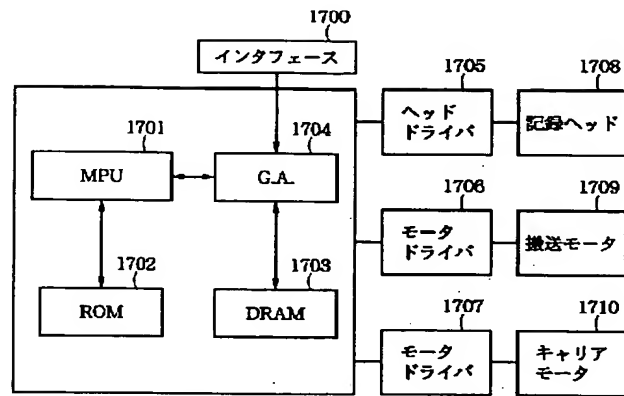 1700
インタフェース
1705
1708
ヘッド
ドライバ
記録ヘッド
1701
1704
MPU
G.A.
1706
1709
モータ
ドライバ
搬送モータ
1702
1703
ROM
DRAM
1707
1710
モータ
ドライバ
キャリア
モータ